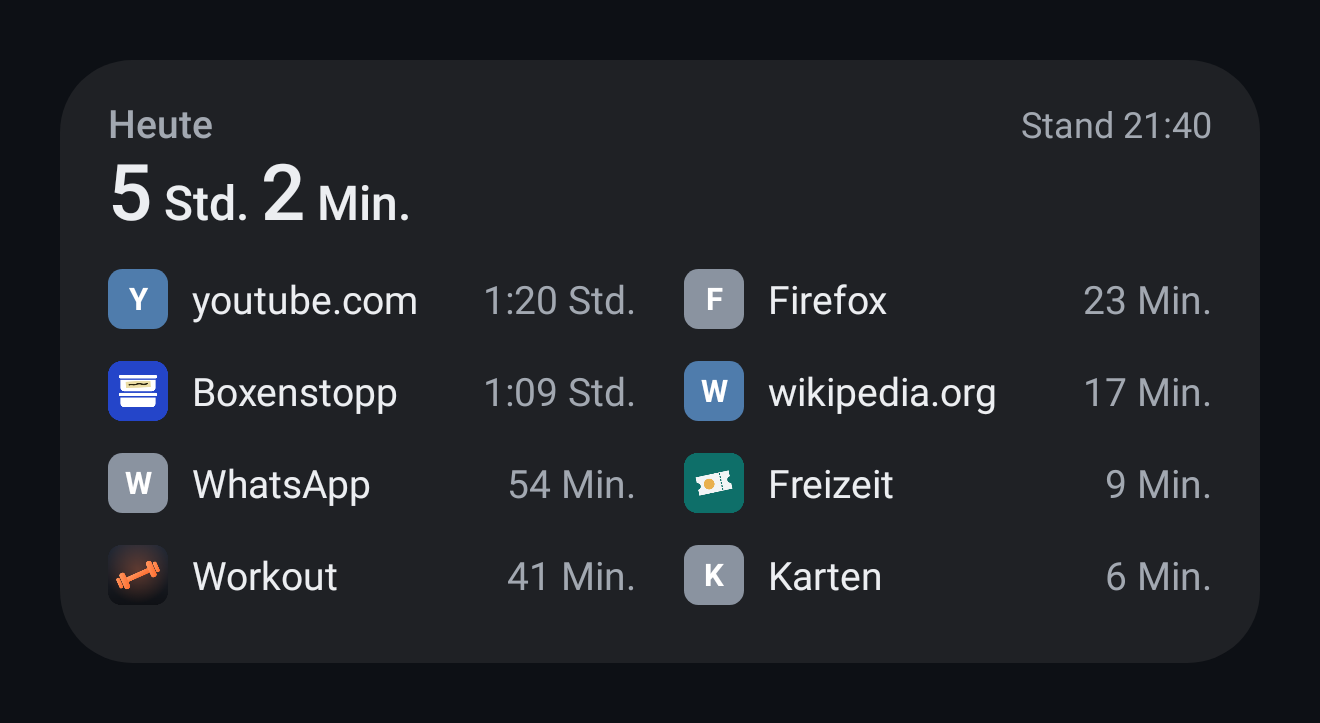 Heute
Stand 21:40
5 Std. 2 Min.
Y youtube.com 1:20 Std.
Boxenstopp 1:09 Std.
W WhatsApp 54 Min.
Workout 41 Min.
F Firefox 23 Min.
W wikipedia.org 17 Min.
Freizeit 9 Min.
K Karten 6 Min.